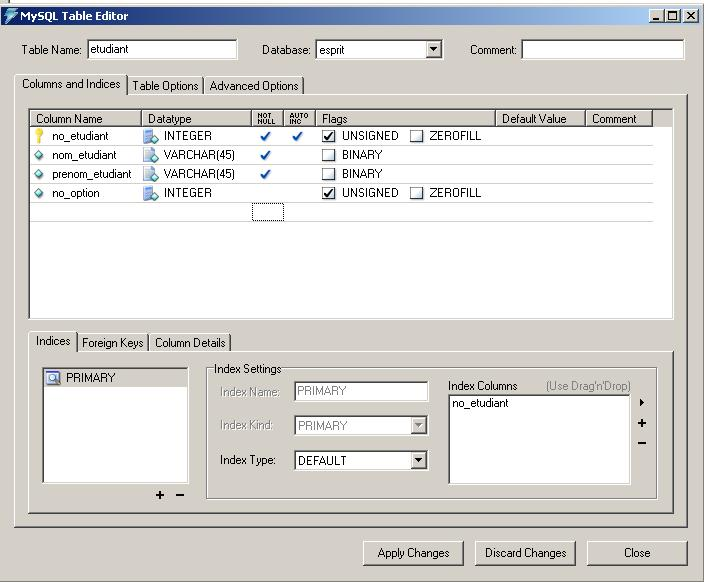 MySQL Table Editor
Table Name: etudiant Database: esprit Comment:
Columns and Indices Table Options Advanced Options
Column Name Datatype NOT NULL AUTO INC Flags Default Value Comment
no_etudiant INTEGER UNSIGNED ZEROFILL
nom_etudiant VARCHAR(45) BINARY
prenom_etudiant VARCHAR(45) BINARY
no_option INTEGER UNSIGNED ZEROFILL
Indices Foreign Keys Column Details
PRIMARY
Index Settings
Index Name: PRIMARY
Index Kind: PRIMARY
Index Type: DEFAULT
Index Columns (Use Drag'n'Drop)
no_etudiant
Apply Changes Discard Changes Close